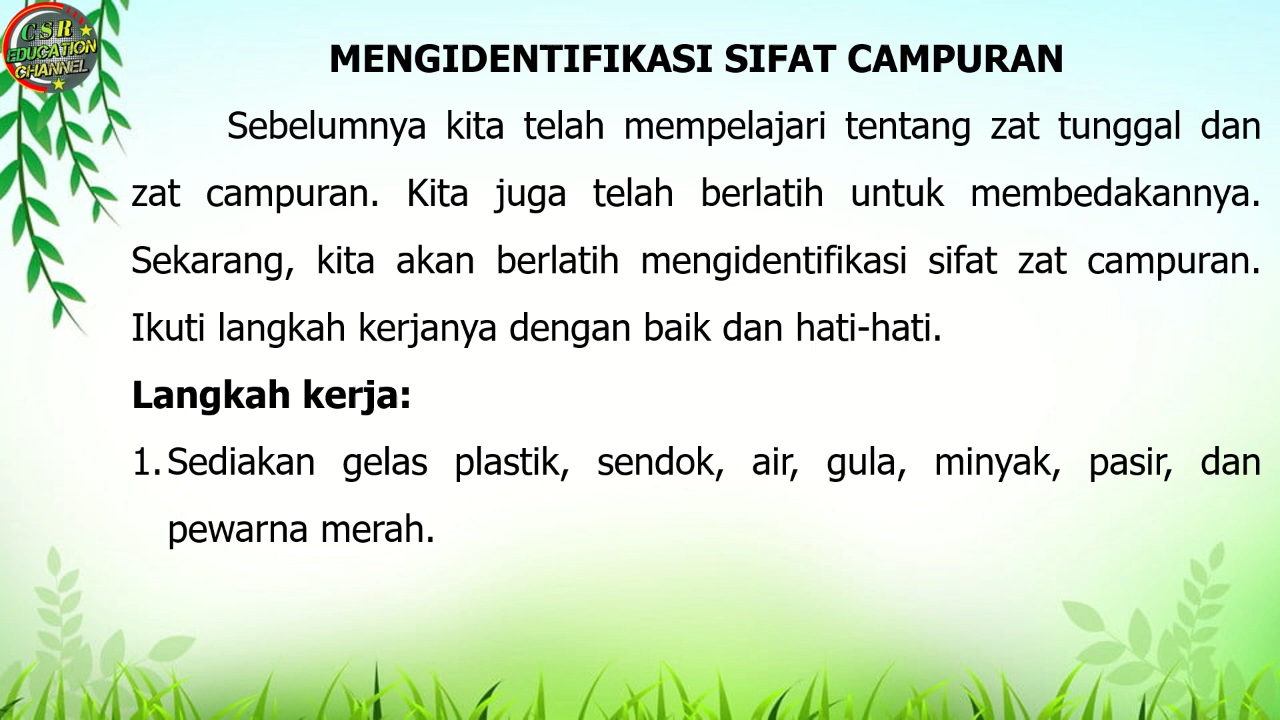 CSR
EDUCATION
CHANNEL
MENGIDENTIFIKASI SIFAT CAMPURAN
Sebelumnya kita telah mempelajari tentang zat tunggal dan
zat campuran. Kita juga telah berlatih untuk membedakannya.
Sekarang, kita akan berlatih mengidentifikasi sifat zat campuran.
Ikuti langkah kerjanya dengan baik dan hati-hati.
Langkah kerja:
1. Sediakan gelas plastik, sendok, air, gula, minyak, pasir, dan
pewarna merah.